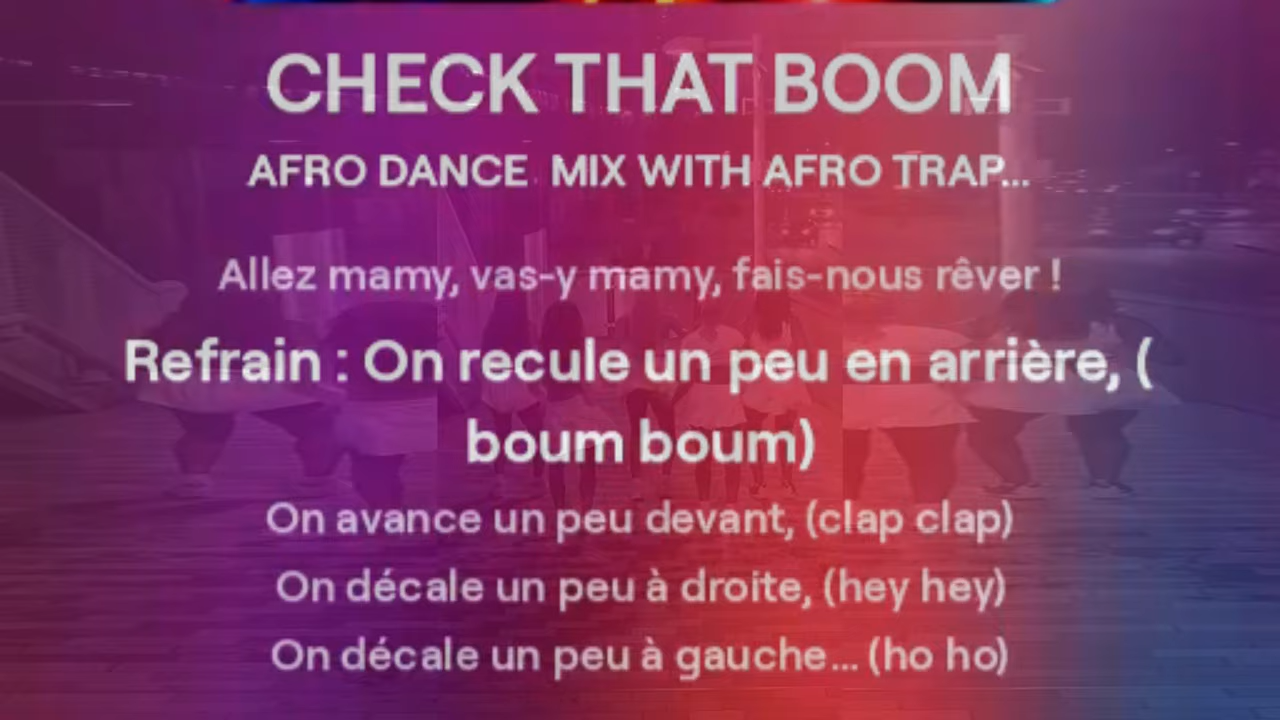 CHECK THAT BOOM
AFRO DANCE MIX WITH AFRO TRAP...
Allez mamy, vas-y mamy, fais-nous rêver !
Refrain : On recule un peu en arrière, (
boum boum)
On avance un peu devant, (clap clap)
On décale un peu à droite, (hey hey)
On décale un peu à gauche... (ho ho)